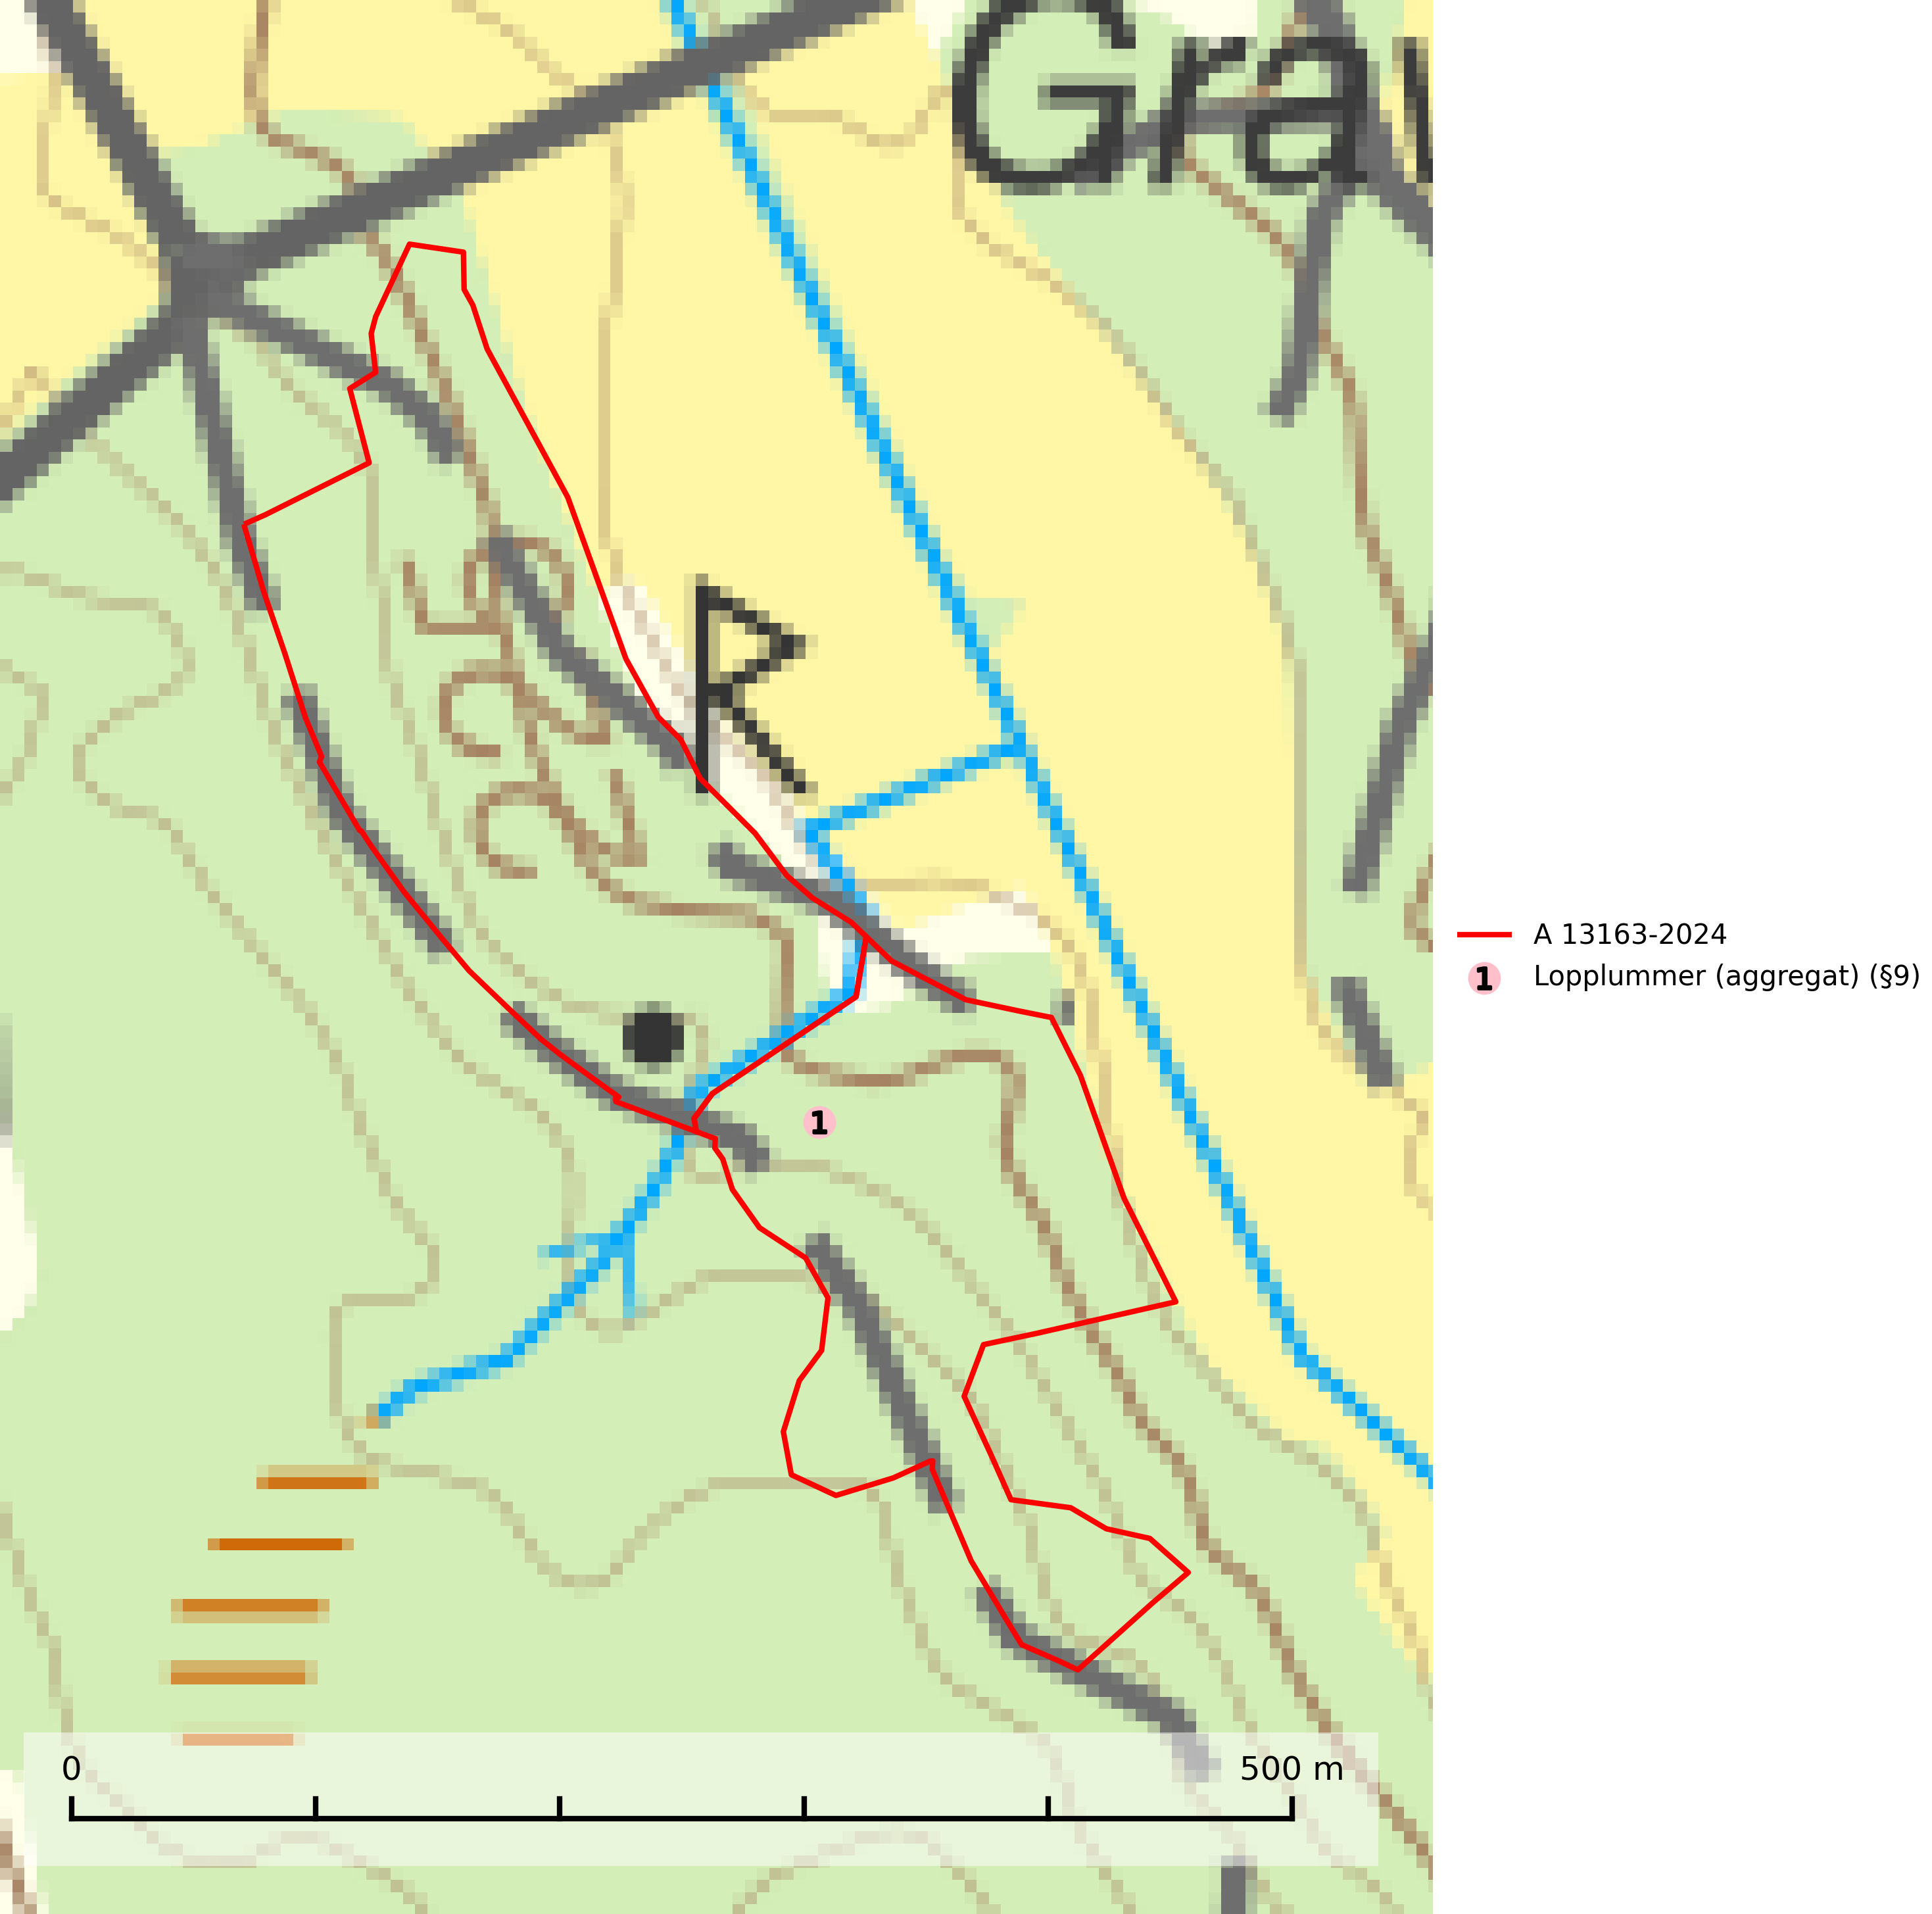 Gra
R
A 13163-2024
1 Lopplummer (aggregat) (§9)
1
0 500 m